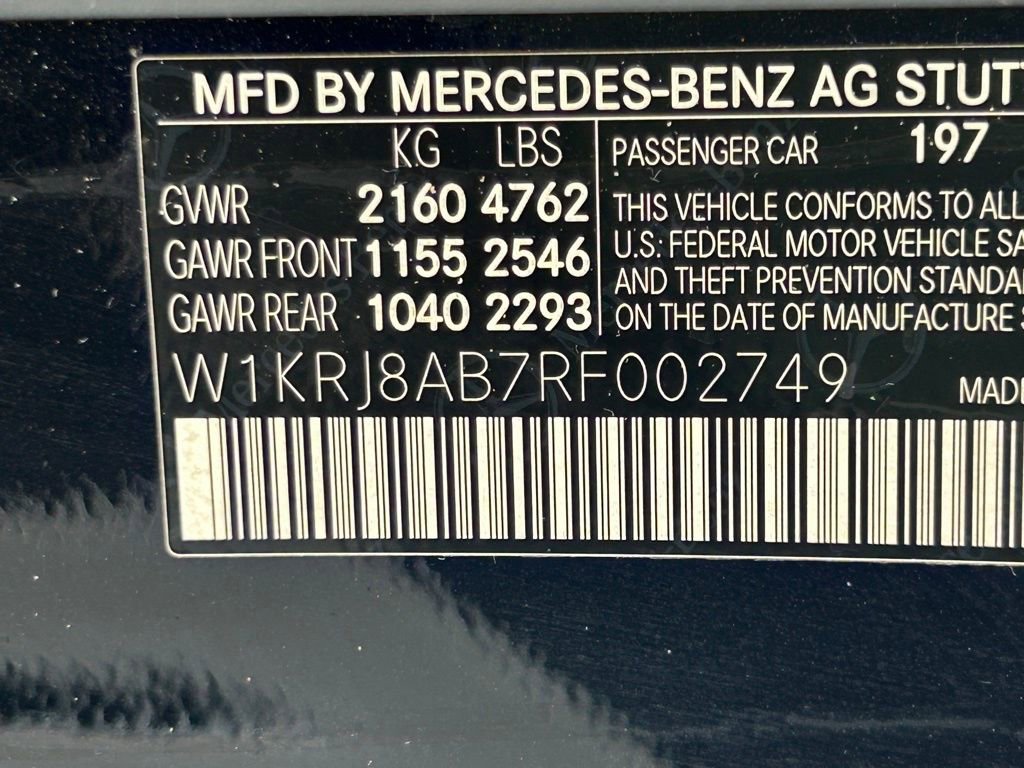 MFD BY MERCEDES-BENZ AG
KG LBS
GVWR 2160 4762
GAWR FRONT 1155 2546
GAWR REAR 1040 2293
PASSENGER CAR 197
THIS VEHICLE CONFORMS TO ALL
U.S: FEDERAL MOTOR VEHICLE
AND THEFT PREVENTION
ON THE DATE OF MANUFACTURE
W1KRJ8AB7RF002749